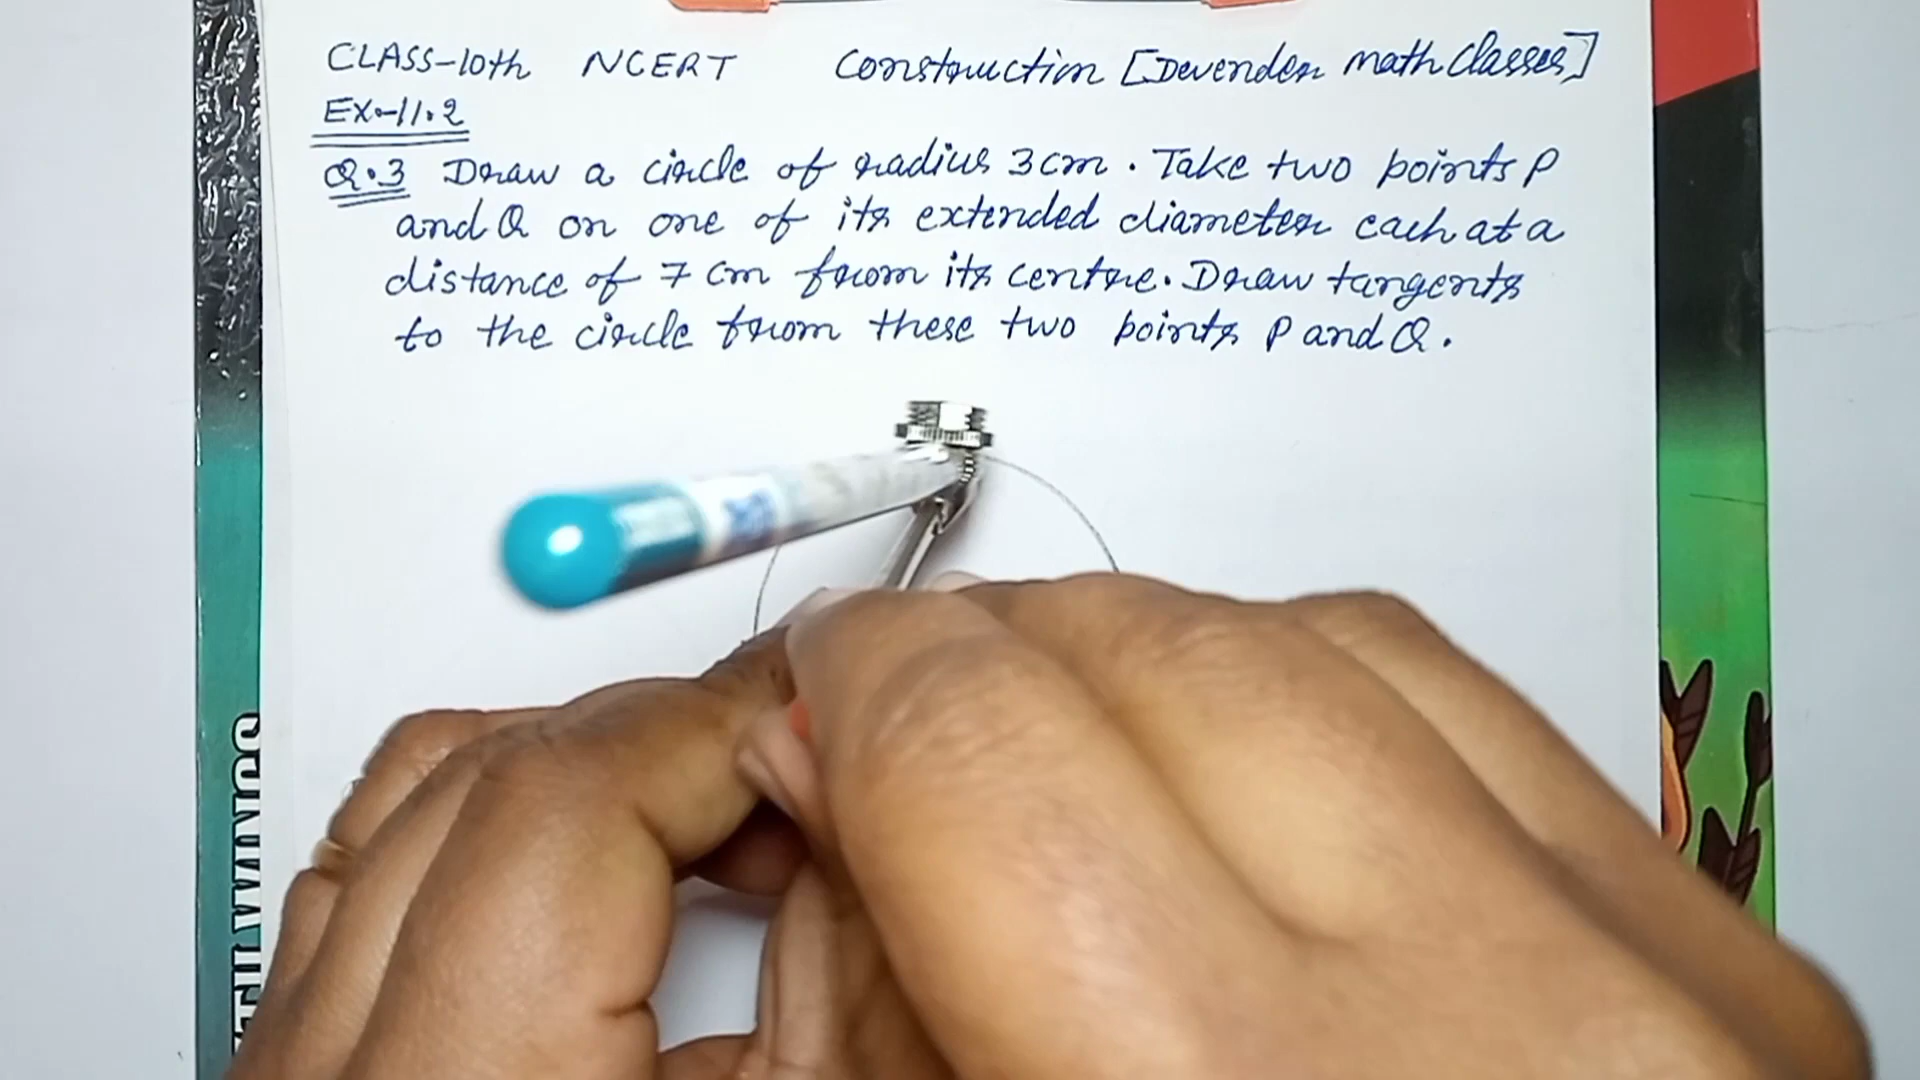 CLASS-10th NCERT Construction [Devender Math Classes]
EX.-11.2
Q.3 Draw a circle of radius 3 cm. Take two points P
and Q on one of its extended diameter each at a
distance of 7 cm from its centre. Draw tangents
to the circle from these two points P and Q.